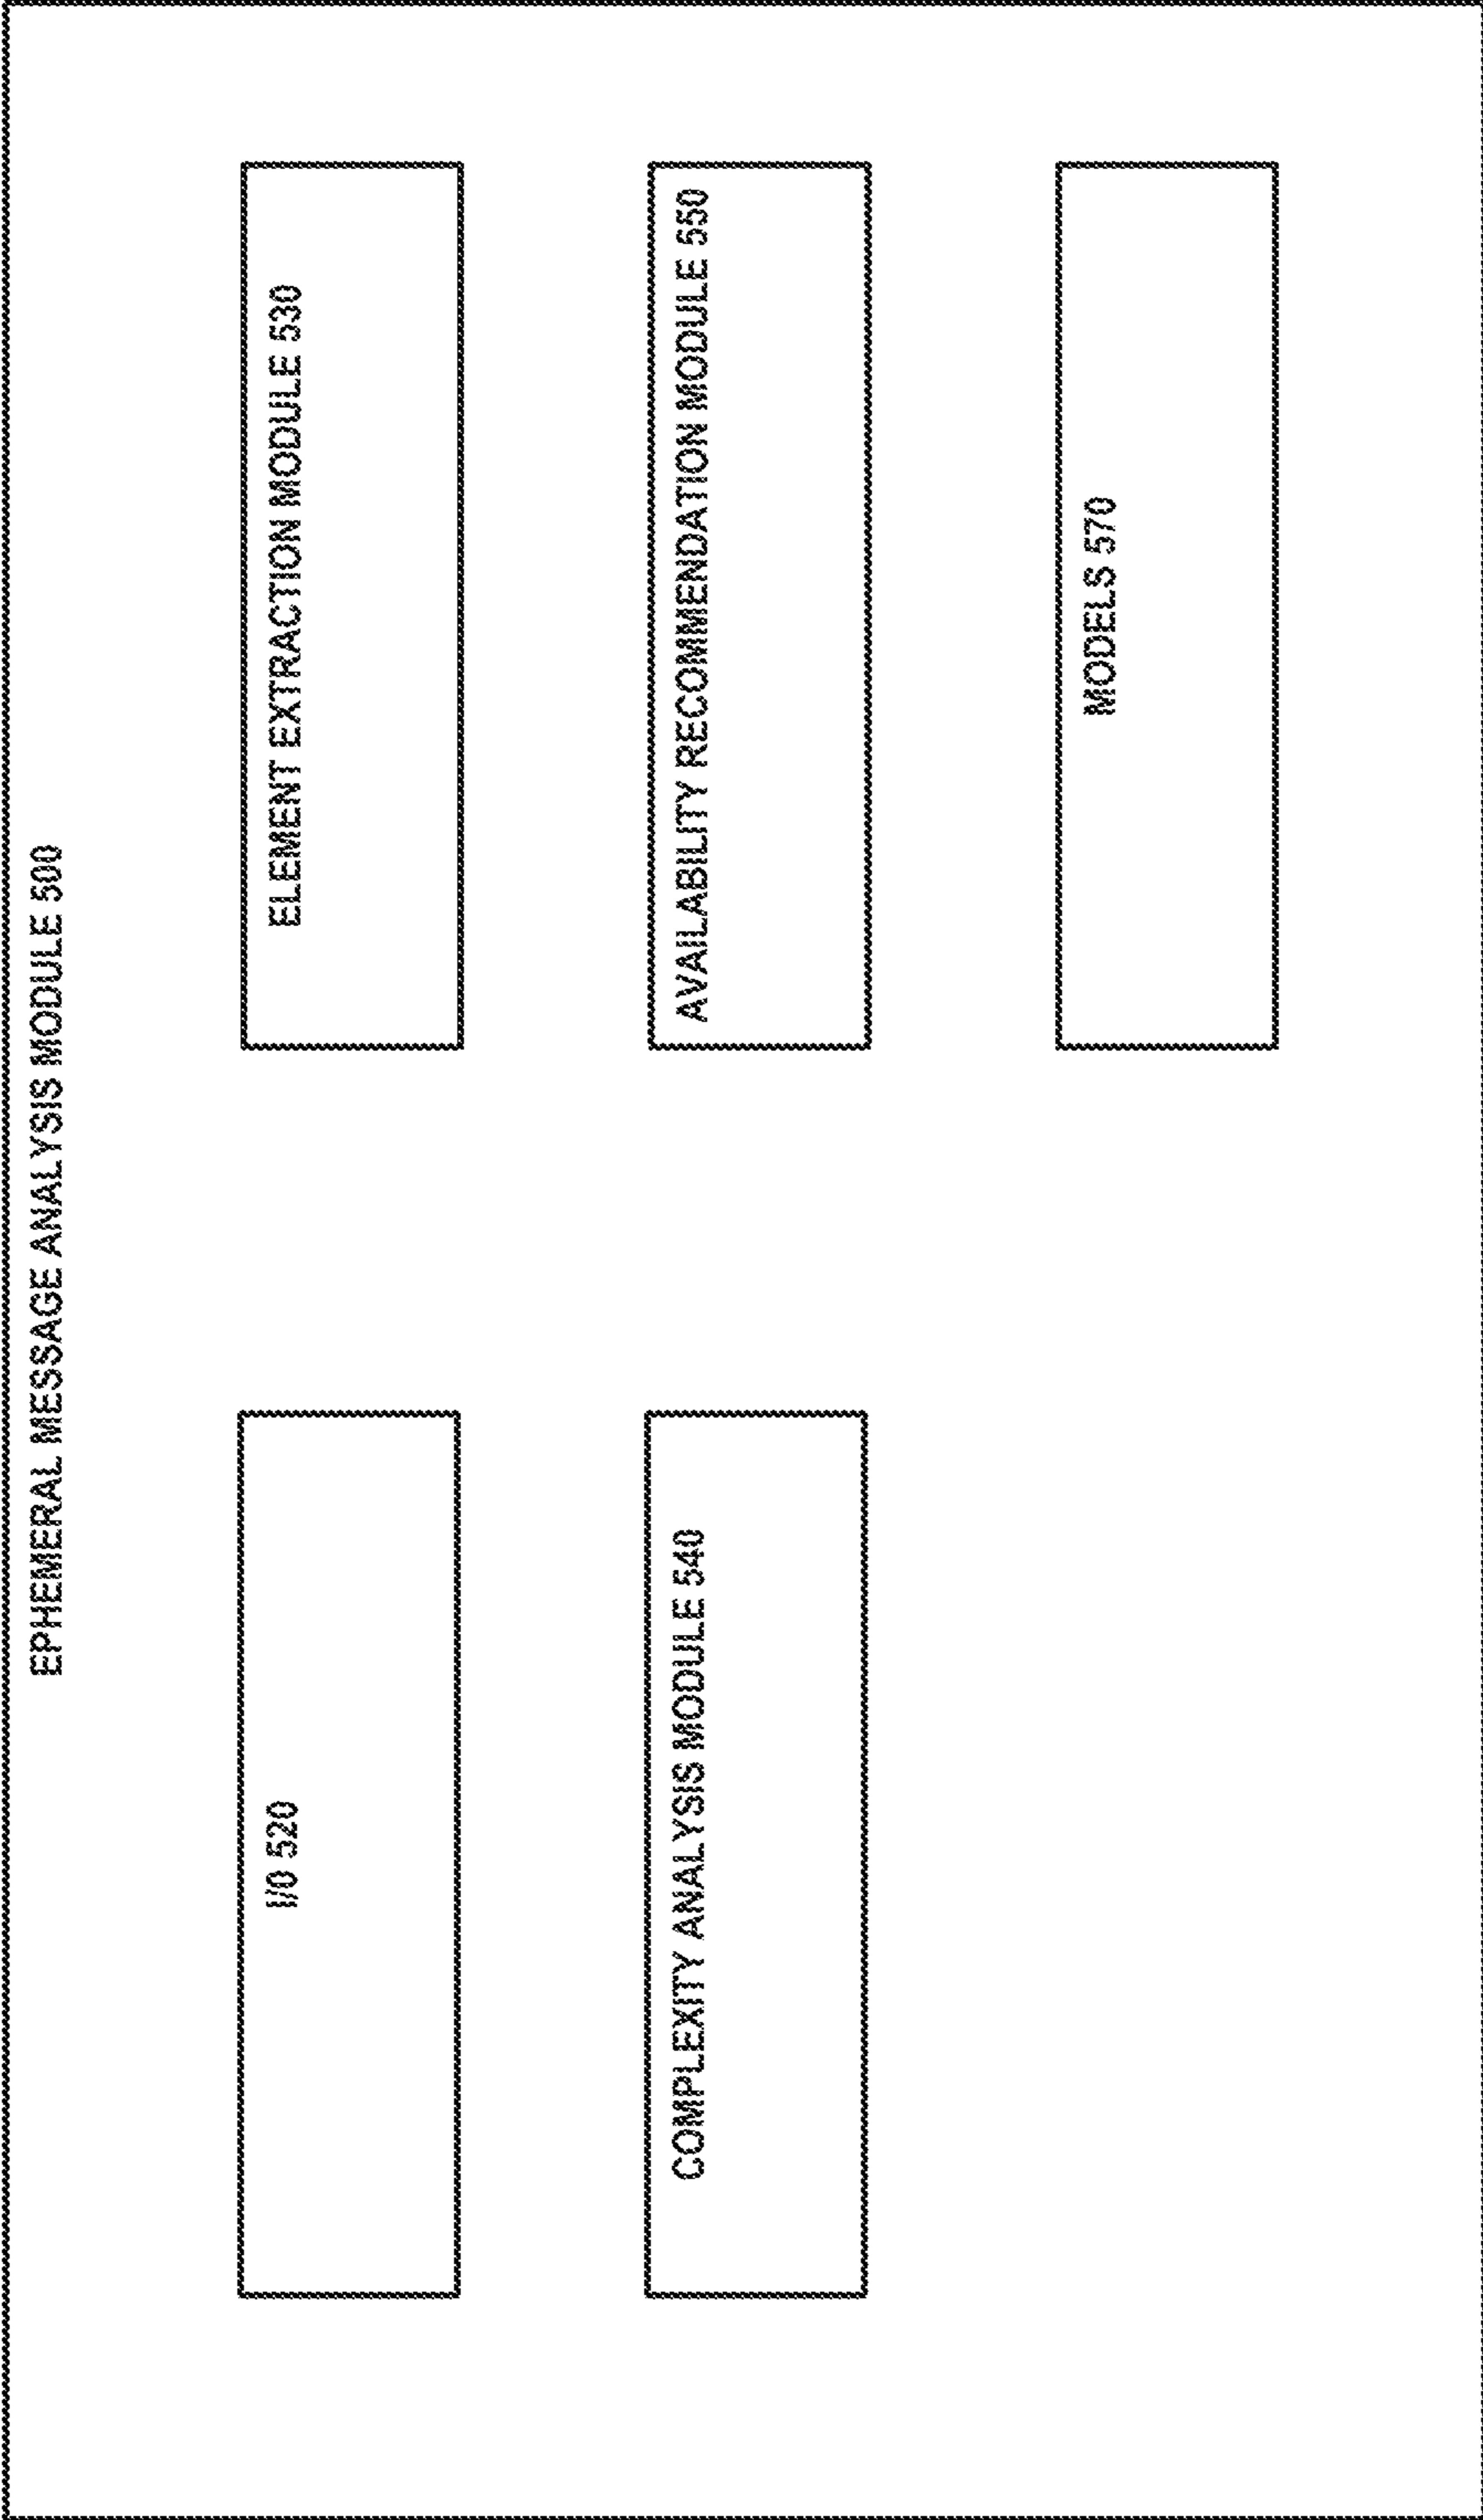 EPHEMERAL MESSAGE ANALYSIS MODULE 500
I/O 520
ELEMENT EXTRACTION MODULE 530
COMPLEXITY ANALYSIS MODULE 540
AVAILABILITY RECOMMENDATION MODULE 550
MODELS 570